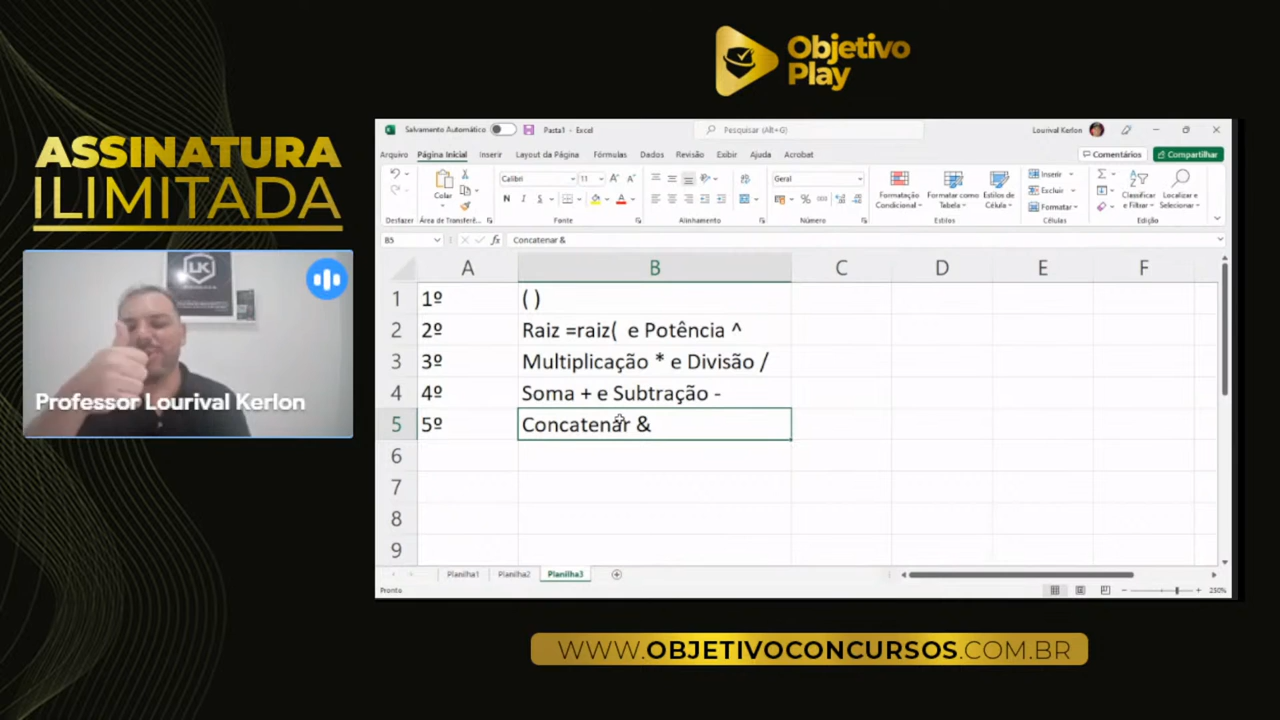 Objetivo
Play
ASSINATURA
ILIMITADA
LK
Professor Lourival Kerlon
Salvamento Automático
Pasta1 - Excel
Pesquisar (Alt+G)
Lourival Kerlon
Arquivo Página Inicial Inserir Layout da Página Fórmulas Dados Revisão Exibir Ajuda Acrobat
Comentários Compartilhar
Colar
Calibri 11
N I S
Geral
Formatação Condicional
Formatar como Tabela
Estilos de Célula
Inserir
Excluir
Formatar
Classificar e Filtrar
Localizar e Selecionar
Desfazer Área de Transferê... Fonte Alinhamento Número Estilos Células Edição
B5 fx Concatenar &
A B C D E F
1 1º ( )
2 2º Raiz =raiz( e Potência ^
3 3º Multiplicação * e Divisão /
4 4º Soma + e Subtração -
5 5º Concatenar &
6
7
8
9
Planilha1 Planilha2 Planilha3
Pronto
230%
WWW.OBJETIVOCONCURSOS.COM.BR